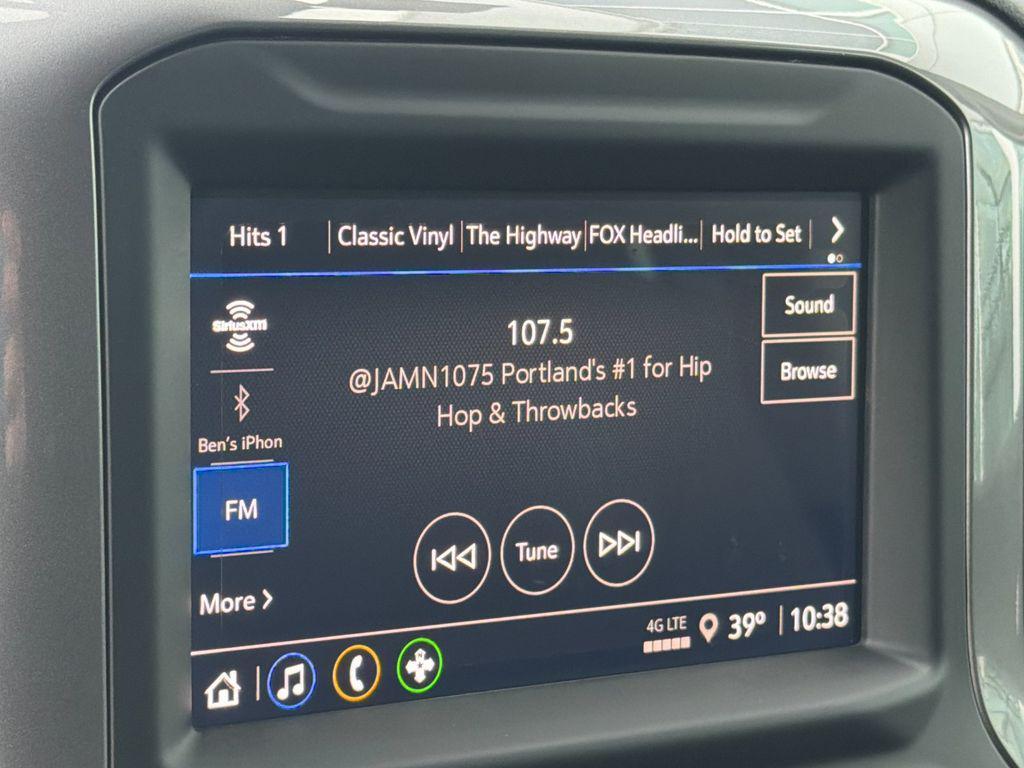 Hits 1
Classic Vinyl
The Highway
FOX Headli...
Hold to Set
SiriusXM
Sound
107.5
@JAMN1075 Portland's #1 for Hip
Hop & Throwbacks
Browse
Ben's iPhon
FM
Tune
More
4G LTE
39°
10:38